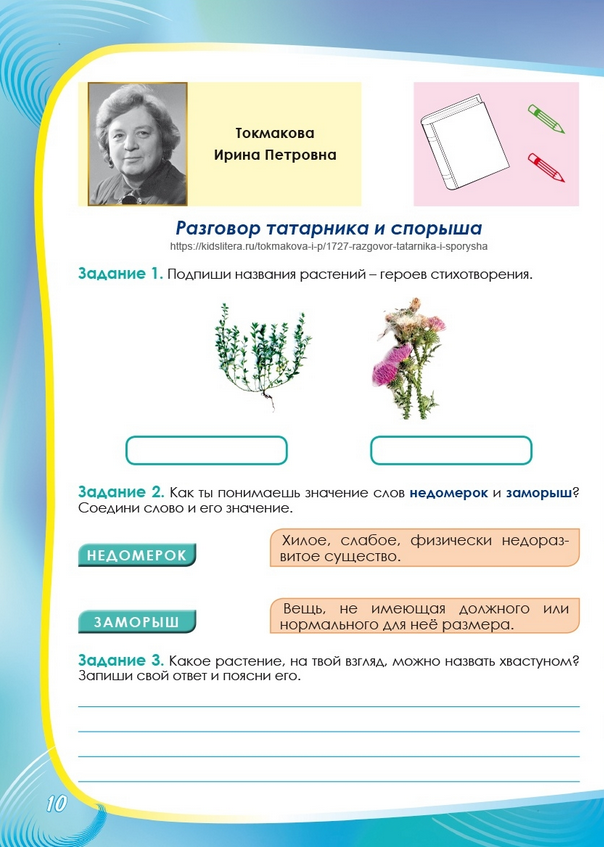 Токмакова
Ирина Петровна
Разговор татарника и спорыша
https://kidslitera.ru/tokmakova-i-p/1727-razgovor-tatarnika-i-sporysha
Задание 1. Подпиши названия растений – героев стихотворения.
Задание 2. Как ты понимаешь значение слов недомерок и заморыш?
Соедини слово и его значение.
НЕДОМЕРОК
Хилое, слабое, физически недораз-
витое существо.
ЗАМОРЫШ
Вещь, не имеющая должного или
нормального для неё размера.
Задание 3. Какое растение, на твой взгляд, можно назвать хвастуном?
Запиши свой ответ и поясни его.
10